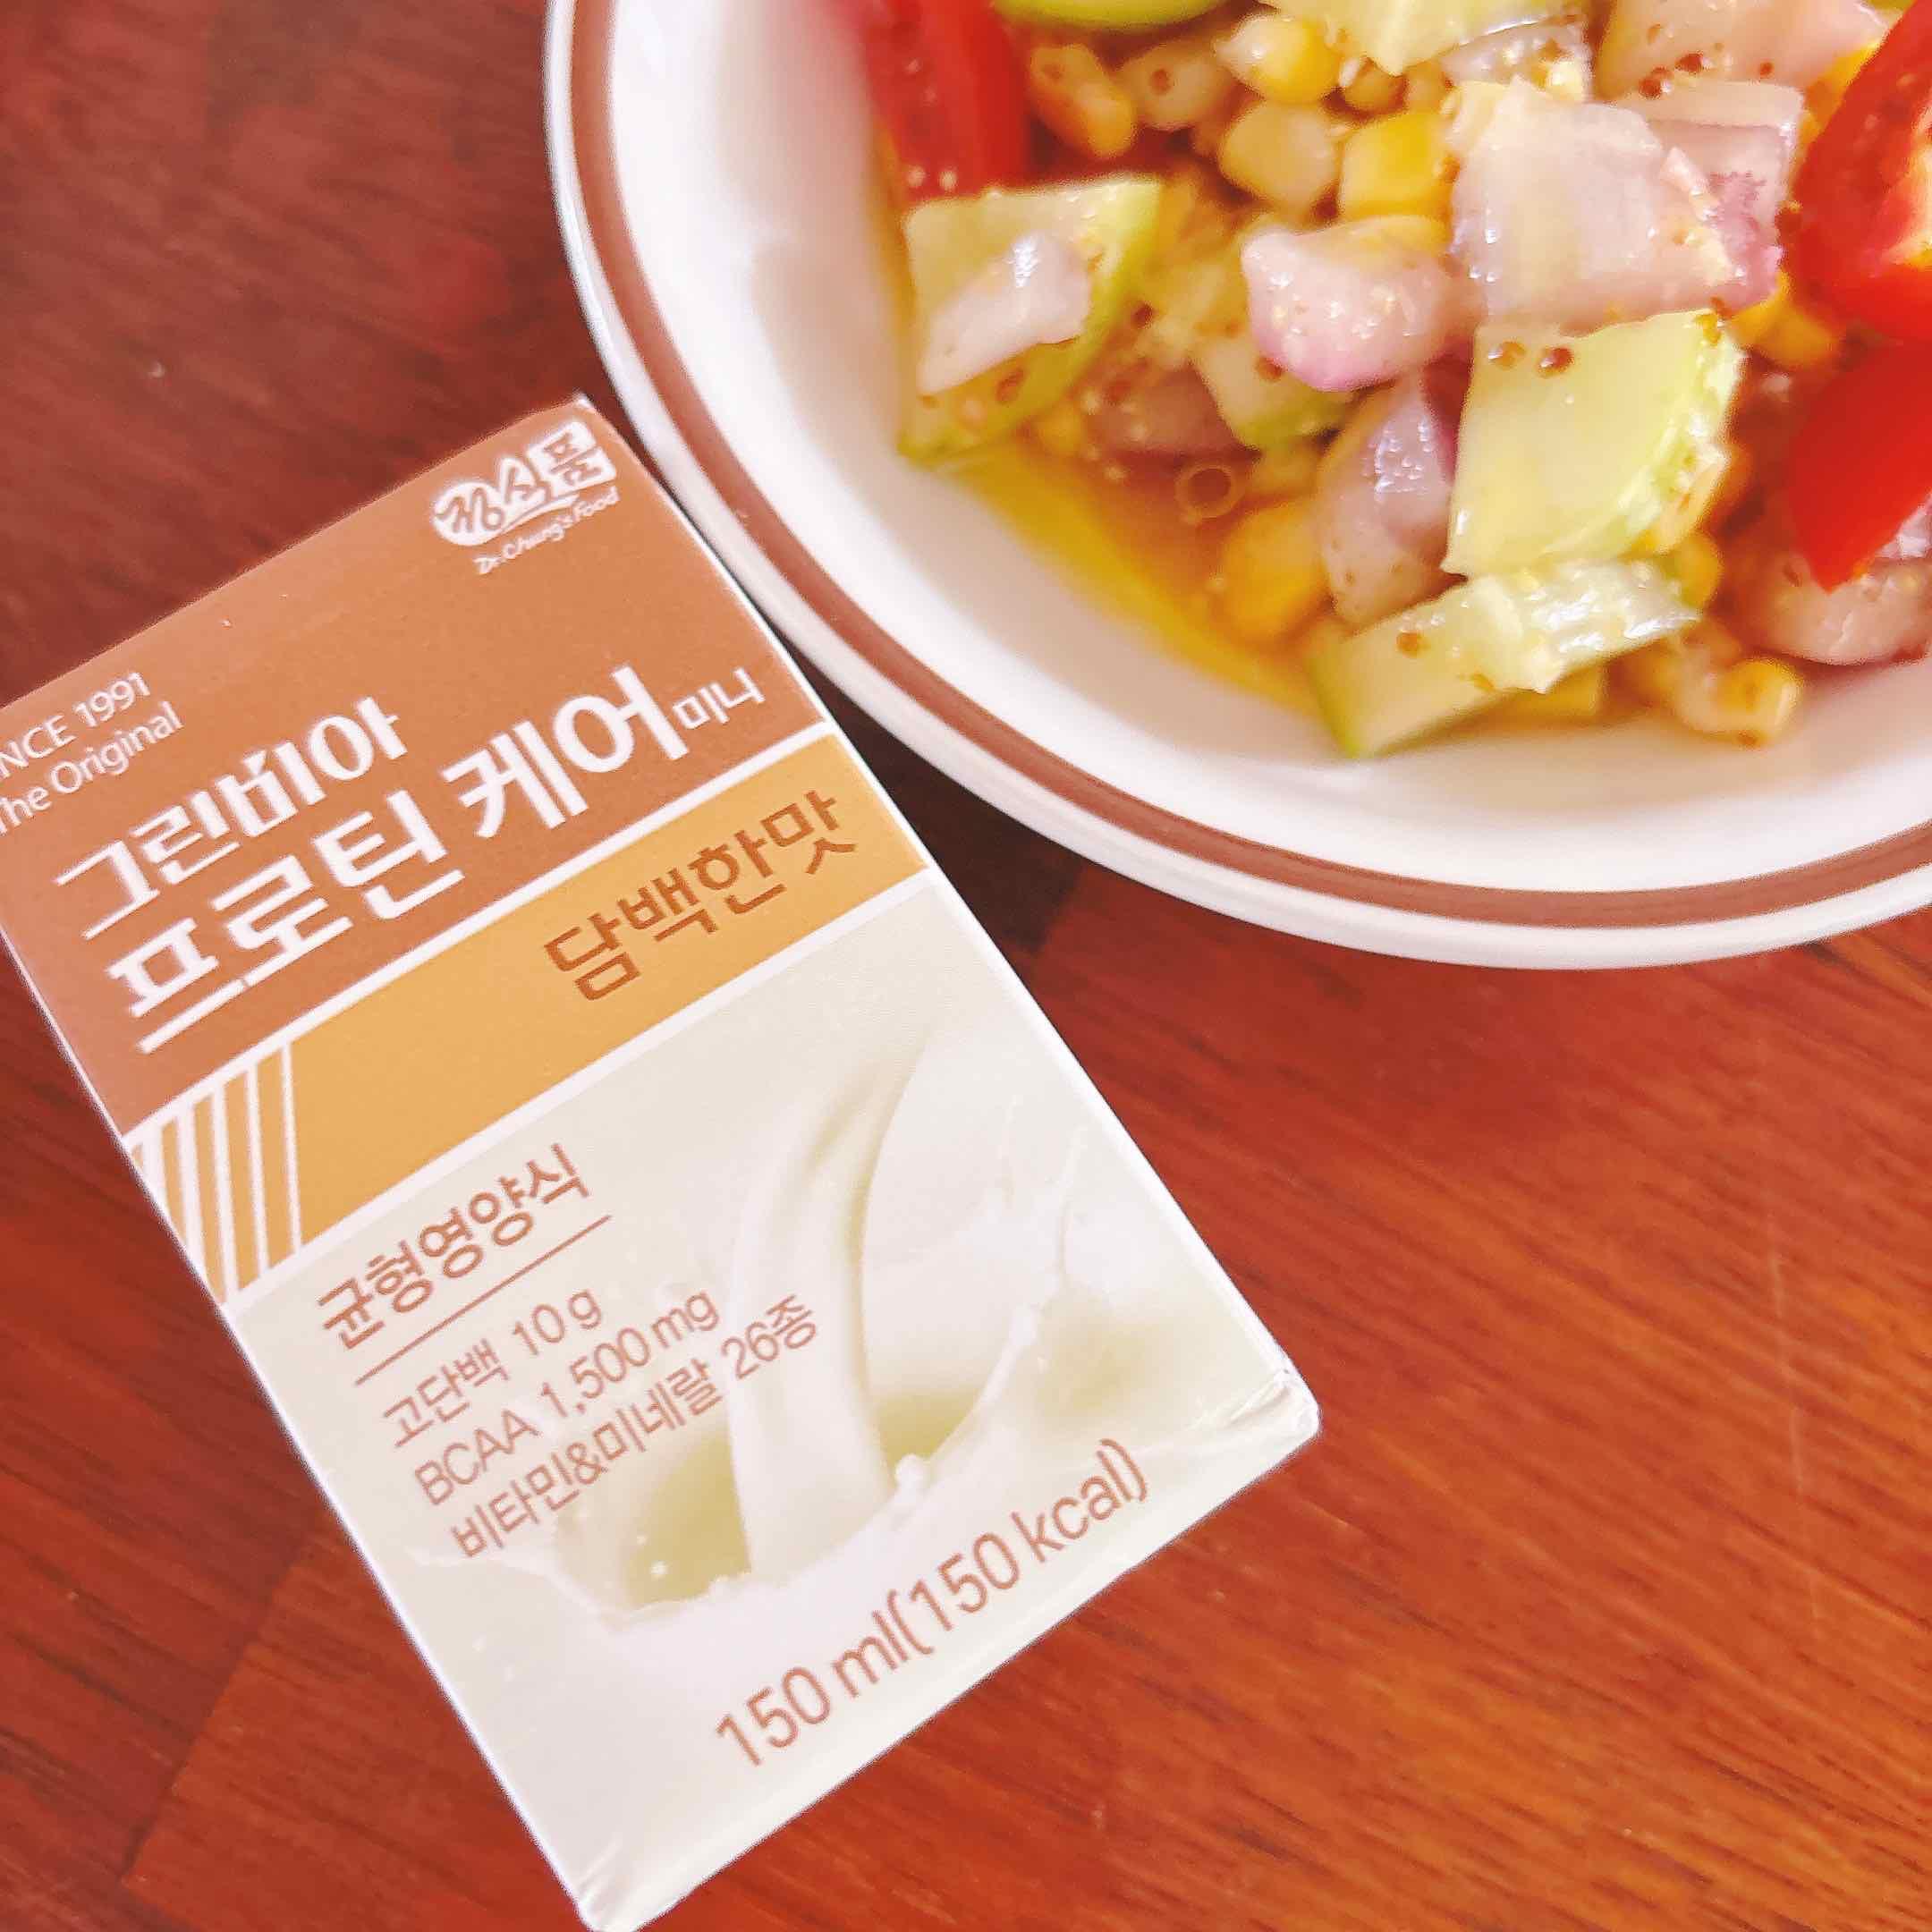 정식품
Dr.Chung's Food
SINCE 1991
The Original
그린비아
프로틴 케어 미니
담백한맛
균형영양식
고단백 10 g
BCAA 1,500 mg
비타민&미네랄 26종
150 ml(150 kcal)